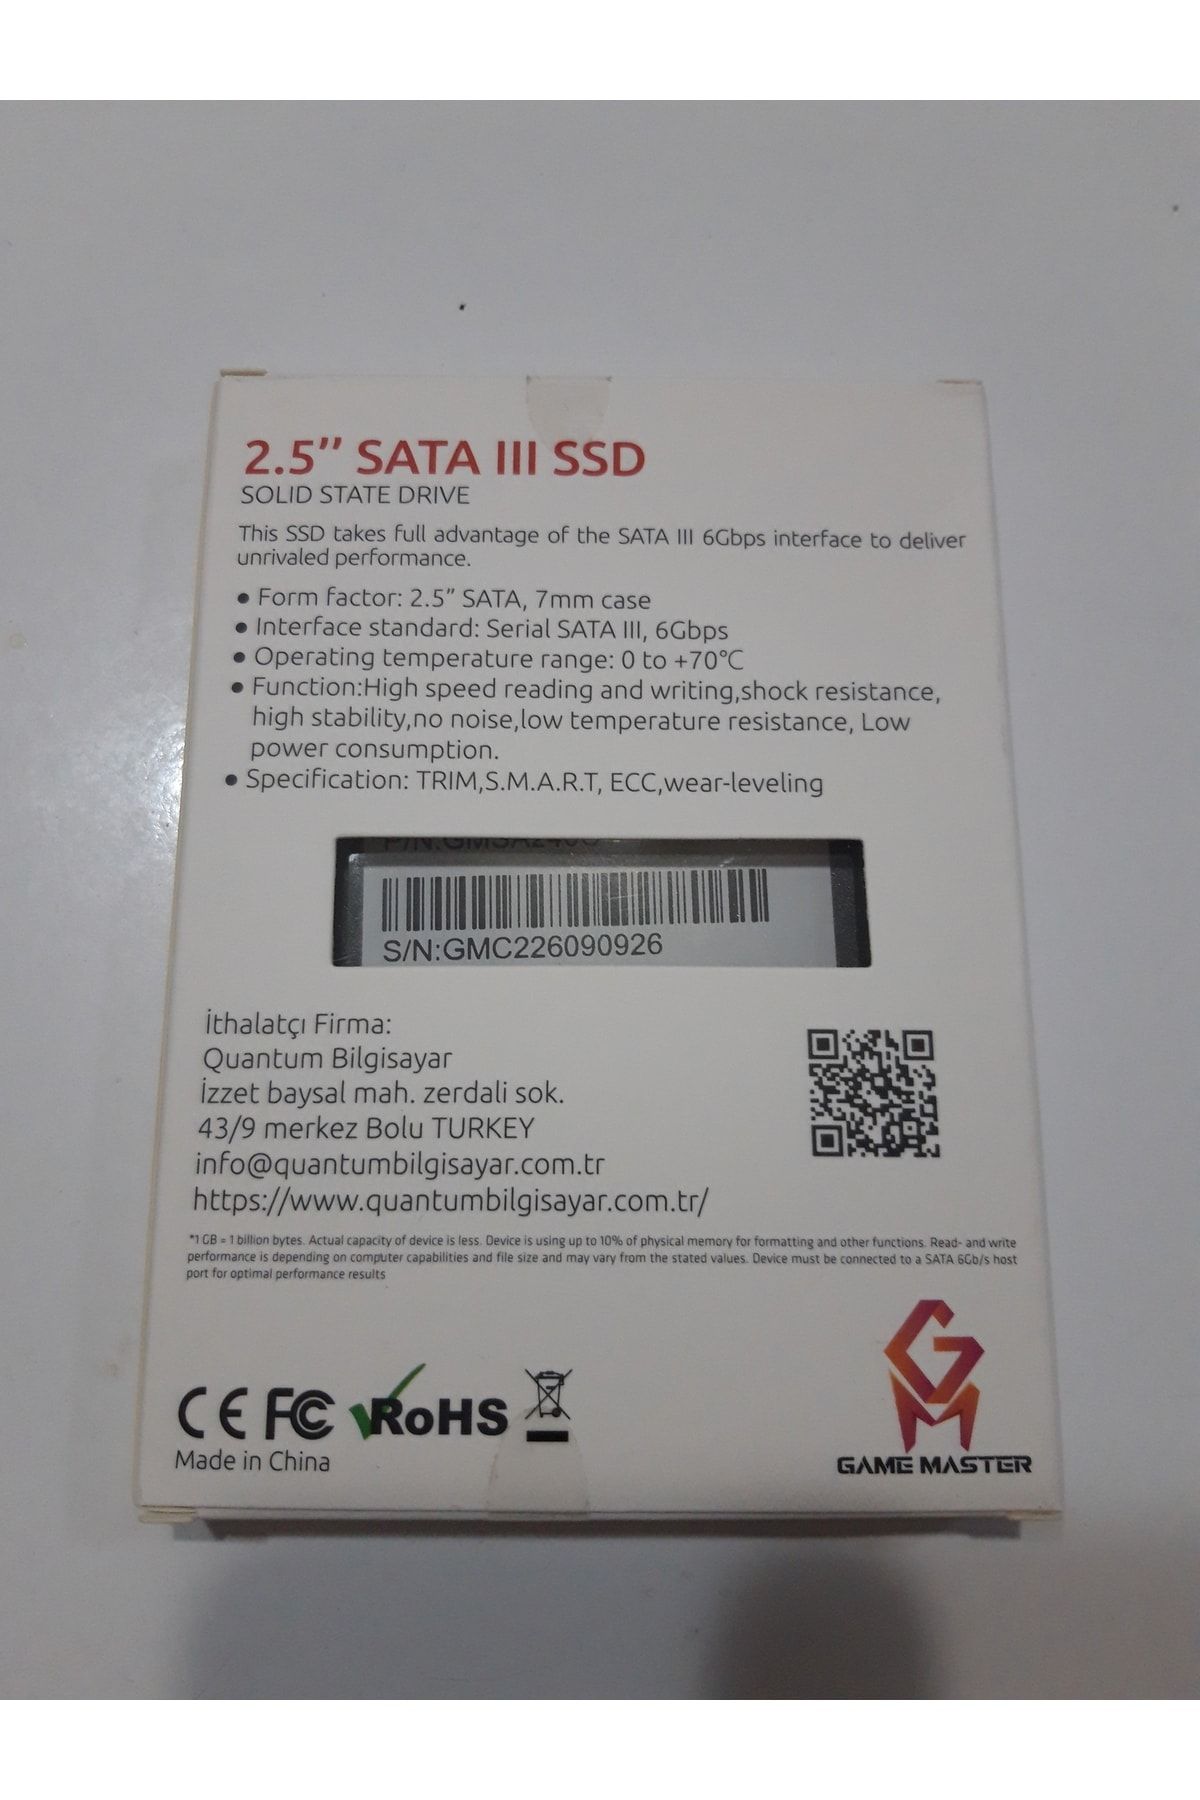 2.5’’ SATA III SSD
SOLID STATE DRIVE
This SSD takes full advantage of the SATA III 6Gbps interface to deliver
unrivaled performance.
● Form factor: 2.5” SATA, 7mm case
● Interface standard: Serial SATA III, 6Gbps
● Operating temperature range: 0 to +70℃
● Function:High speed reading and writing,shock resistance,
high stability,no noise,low temperature resistance, Low
power consumption.
● Specification: TRIM,S.M.A.R.T, ECC,wear-leveling
S/N:GMC226090926
İthalatçı Firma:
Quantum Bilgisayar
İzzet baysal mah. zerdali sok.
43/9 merkez Bolu TURKEY
info@quantumbilgisayar.com.tr
https://www.quantumbilgisayar.com.tr/
*1 GB = 1 billion bytes. Actual capacity of device is less. Device is using up to 10% of physical memory for formatting and other functions. Read- and write
performance is depending on computer capabilities and file size and may vary from the stated values. Device must be connected to a SATA 6Gb/s host
port for optimal performance results
CE FC RoHS
Made in China
GM
GAME MASTER